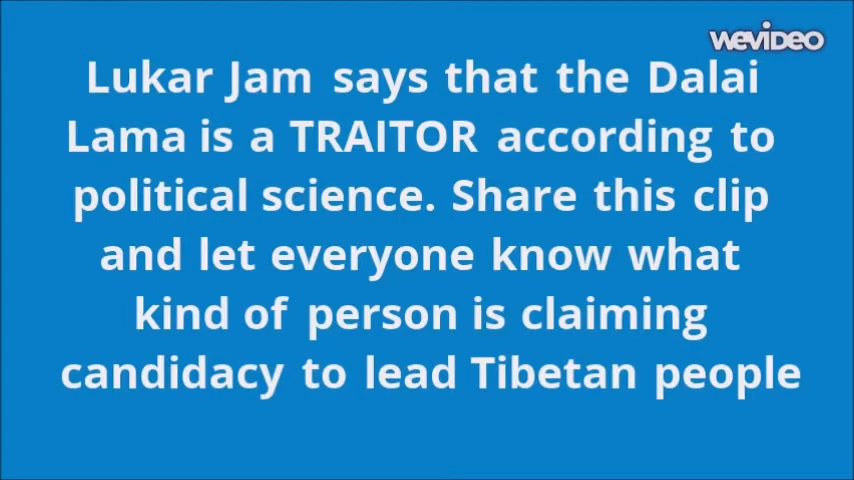 wevideo
Lukar Jam says that the Dalai
Lama is a TRAITOR according to
political science. Share this clip
and let everyone know what
kind of person is claiming
candidacy to lead Tibetan people